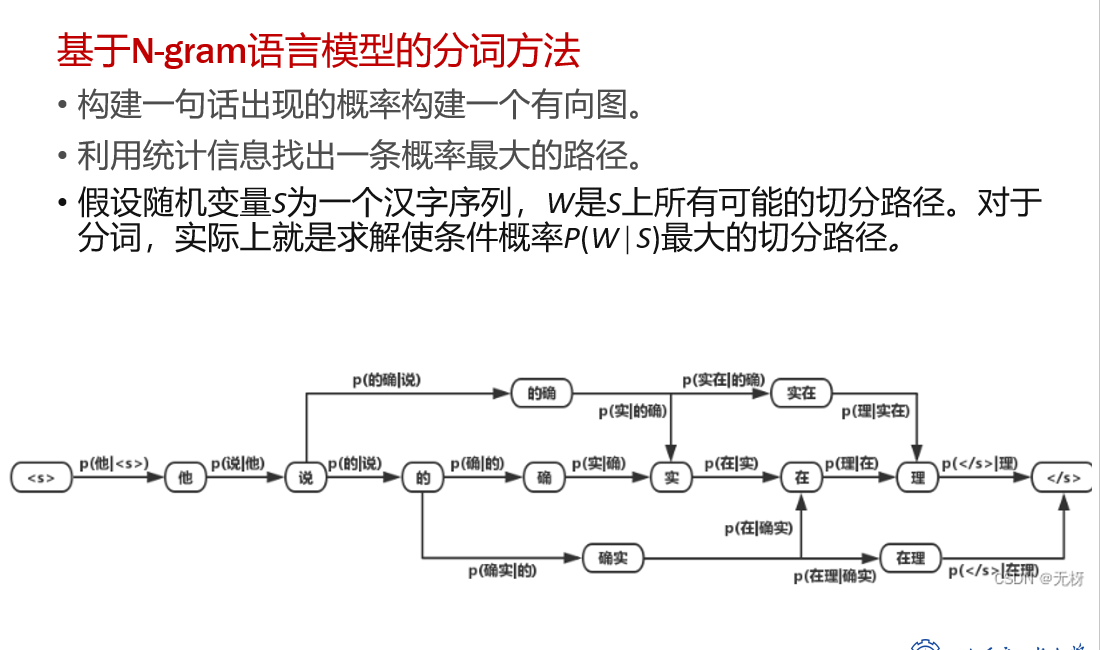 基于N-gram语言模型的分词方法
• 构建一句话出现的概率构建一个有向图。
• 利用统计信息找出一条概率最大的路径。
• 假设随机变量S为一个汉字序列，W是S上所有可能的切分路径。对于
分词，实际上就是求解使条件概率P(W | S)最大的切分路径。
p(的确|说)
p(实在|的确)
的确
实在
p(实|的确)
p(理|实在)
p(他|<s>)
p(说|他)
p(的|说)
p(确|的)
p(实|确)
p(在|实)
p(理|在)
p(</s>|理)
<s>
他
说
的
确
实
在
理
</s>
p(在|确实)
确实
在理
p(确实|的)
p(在理|确实)
p(</s>|在理)
CSDN @无枒